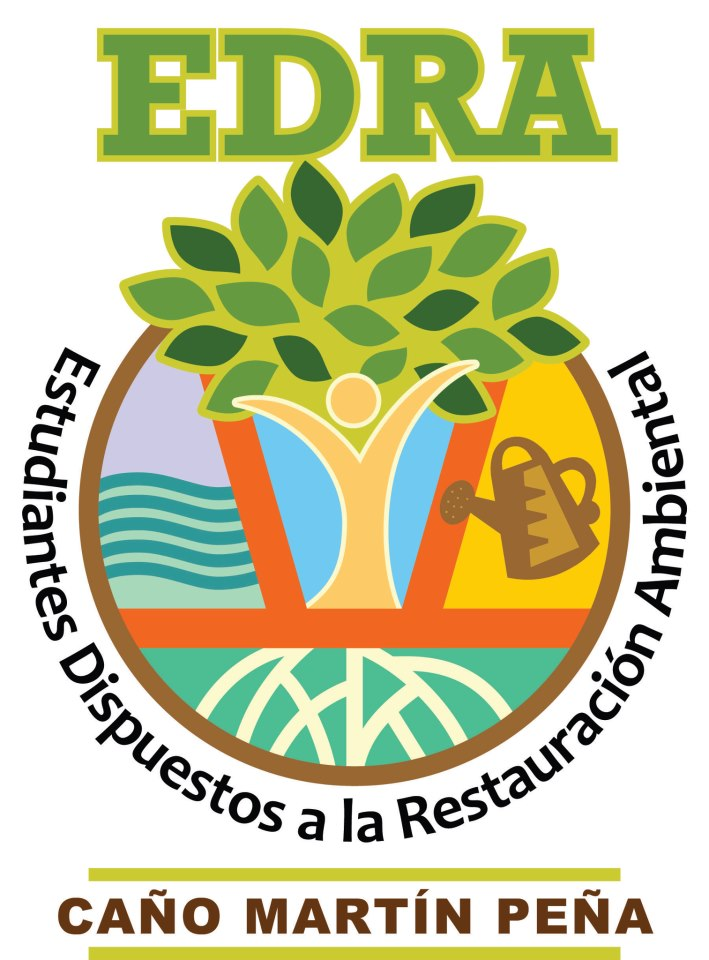 EDRA
Estudiantes Dispuestos a la Restauración Ambiental
CAÑO MARTÍN PEÑA